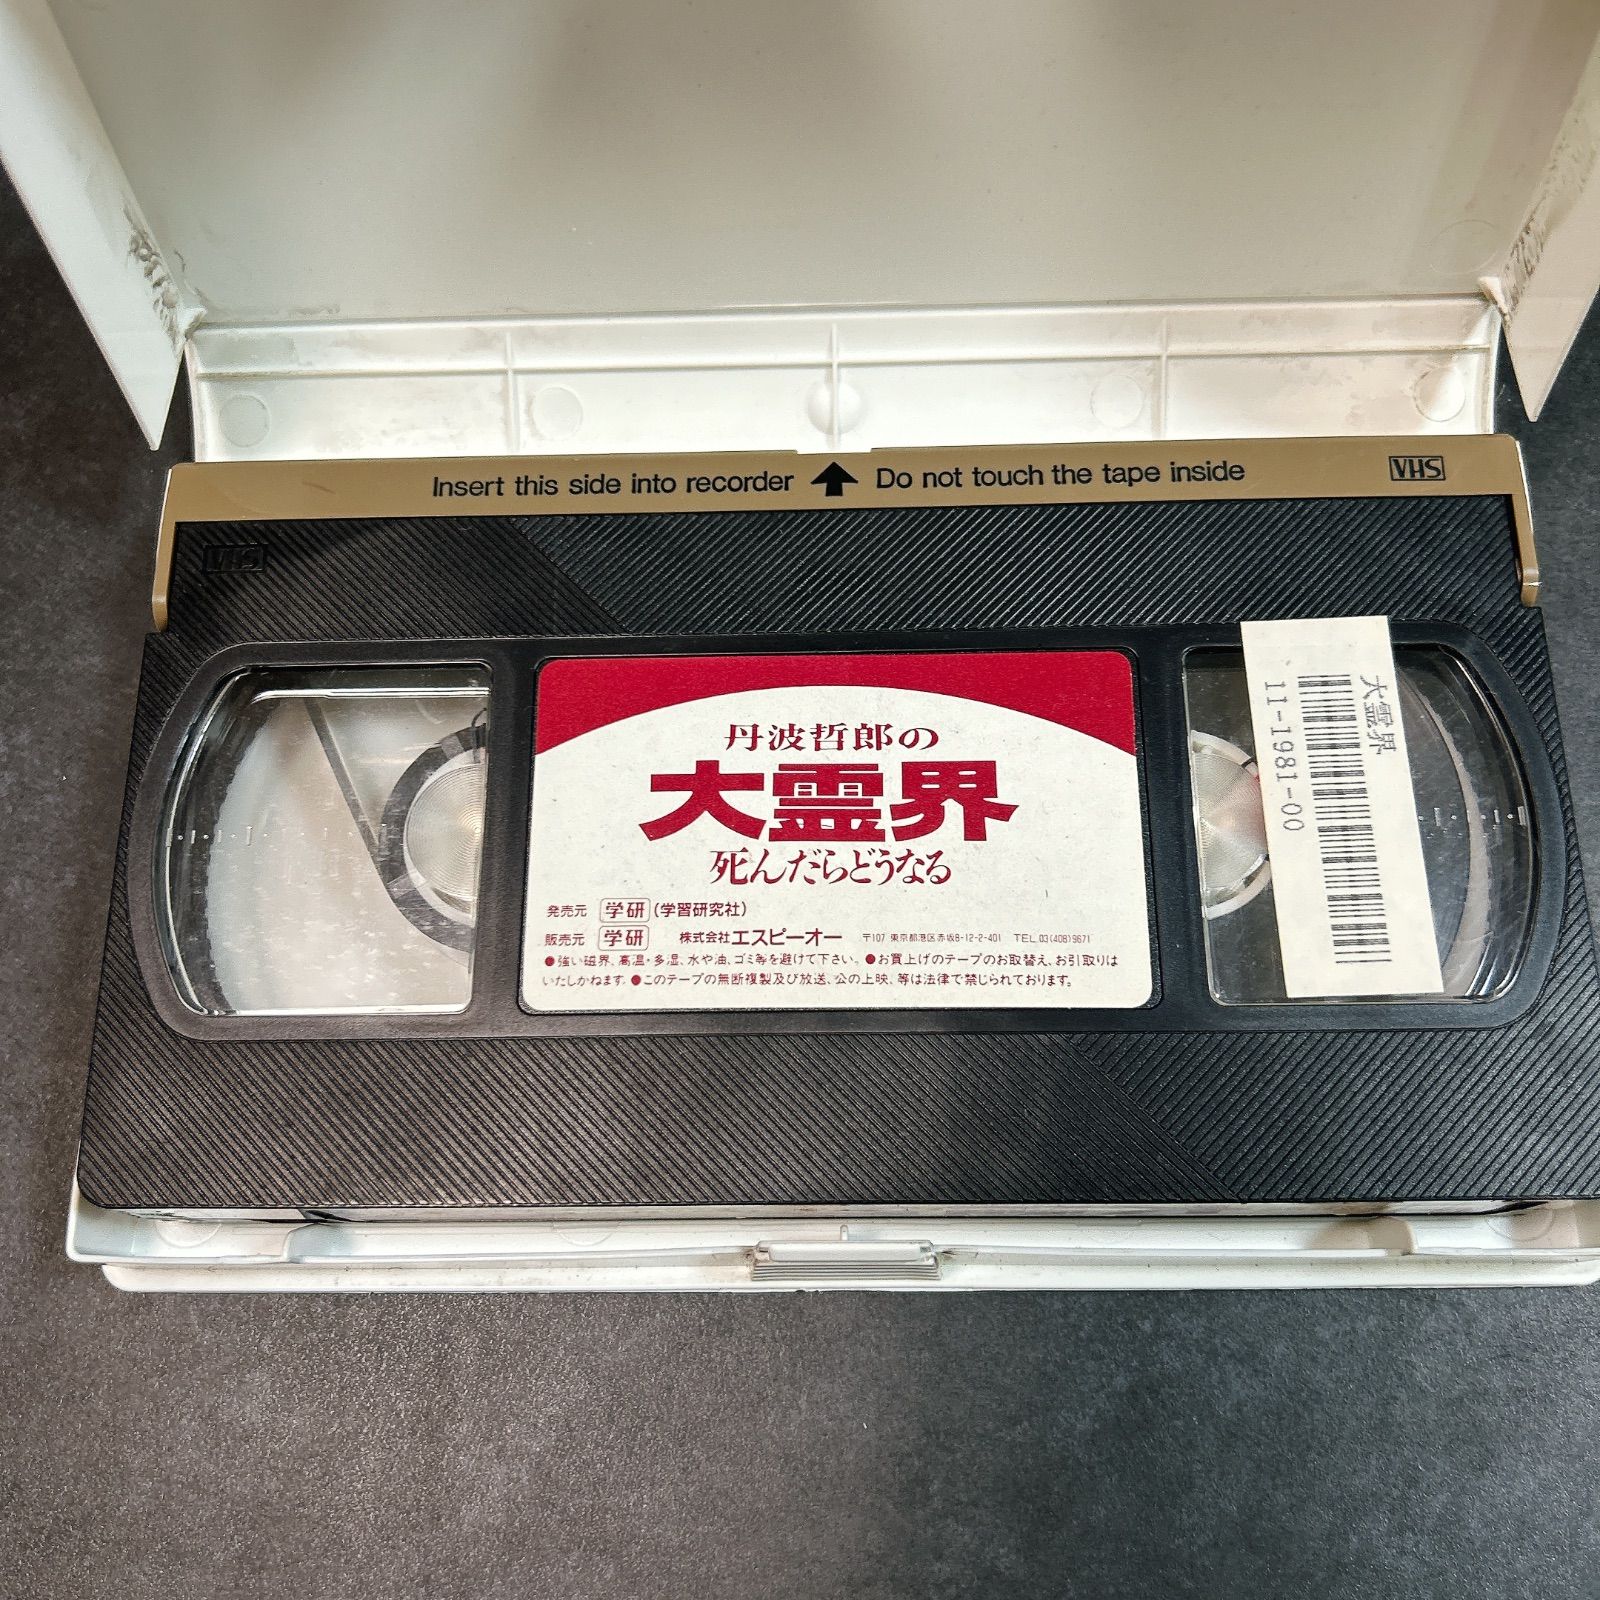 Insert this side into recorder ↑ Do not touch the tape inside
VHS
VHS
丹波哲郎の
大霊界
死んだらどうなる
発売元 学研 (学習研究社)
販売元 学研 株式会社エスピーオー 〒107 東京都港区赤坂8-12-2-401 TEL.03(408)9671
●強い磁界、高温・多湿、水や油、ゴミ等を避けて下さい。●お買上げのテープのお取替え、お引取りは
いたしかねます。●このテープの無断複製及び放送、公の上映、等は法律で禁じられております。
大霊界
11-1981-00